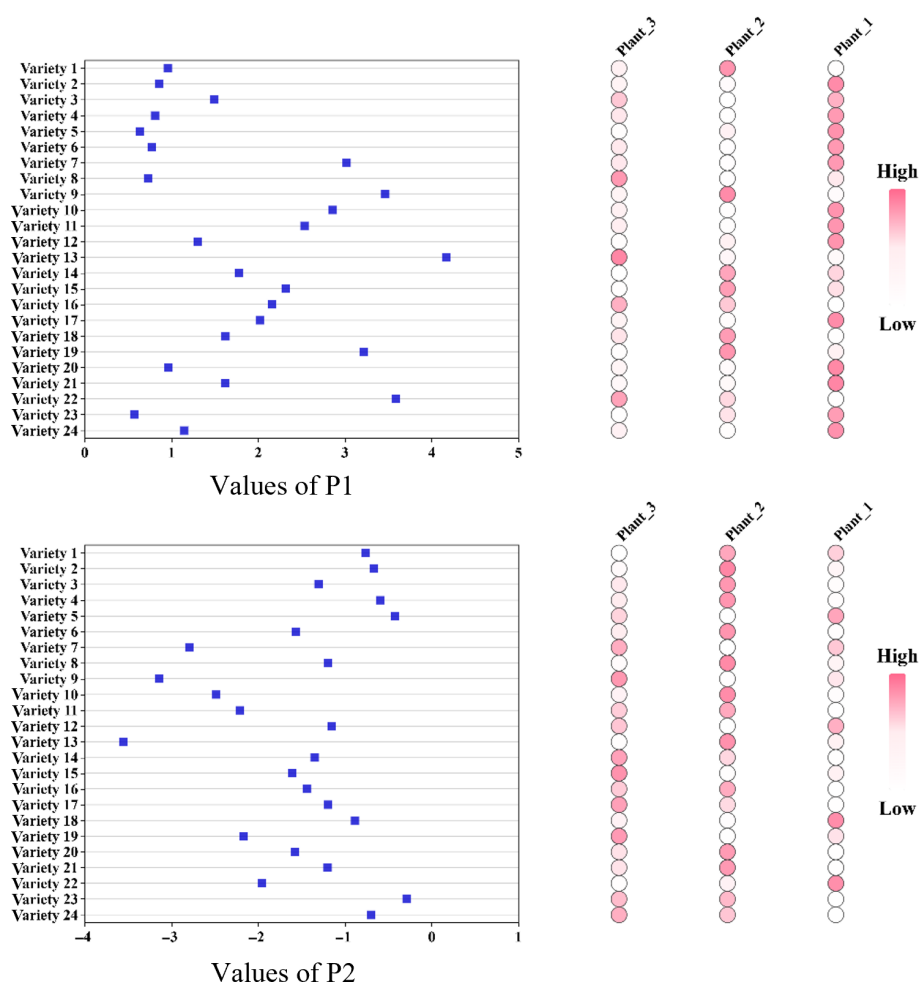 Plant_3 Plant_2 Plant_1
Variety 1
Variety 2
Variety 3
Variety 4
Variety 5
Variety 6
Variety 7
Variety 8
Variety 9
Variety 10
Variety 11
Variety 12
Variety 13
Variety 14
Variety 15
Variety 16
Variety 17
Variety 18
Variety 19
Variety 20
Variety 21
Variety 22
Variety 23
Variety 24
High
Low
0 1 2 3 4 5
Values of P1
Plant_3 Plant_2 Plant_1
Variety 1
Variety 2
Variety 3
Variety 4
Variety 5
Variety 6
Variety 7
Variety 8
Variety 9
Variety 10
Variety 11
Variety 12
Variety 13
Variety 14
Variety 15
Variety 16
Variety 17
Variety 18
Variety 19
Variety 20
Variety 21
Variety 22
Variety 23
Variety 24
High
Low
−4 −3 −2 −1 0 1
Values of P2